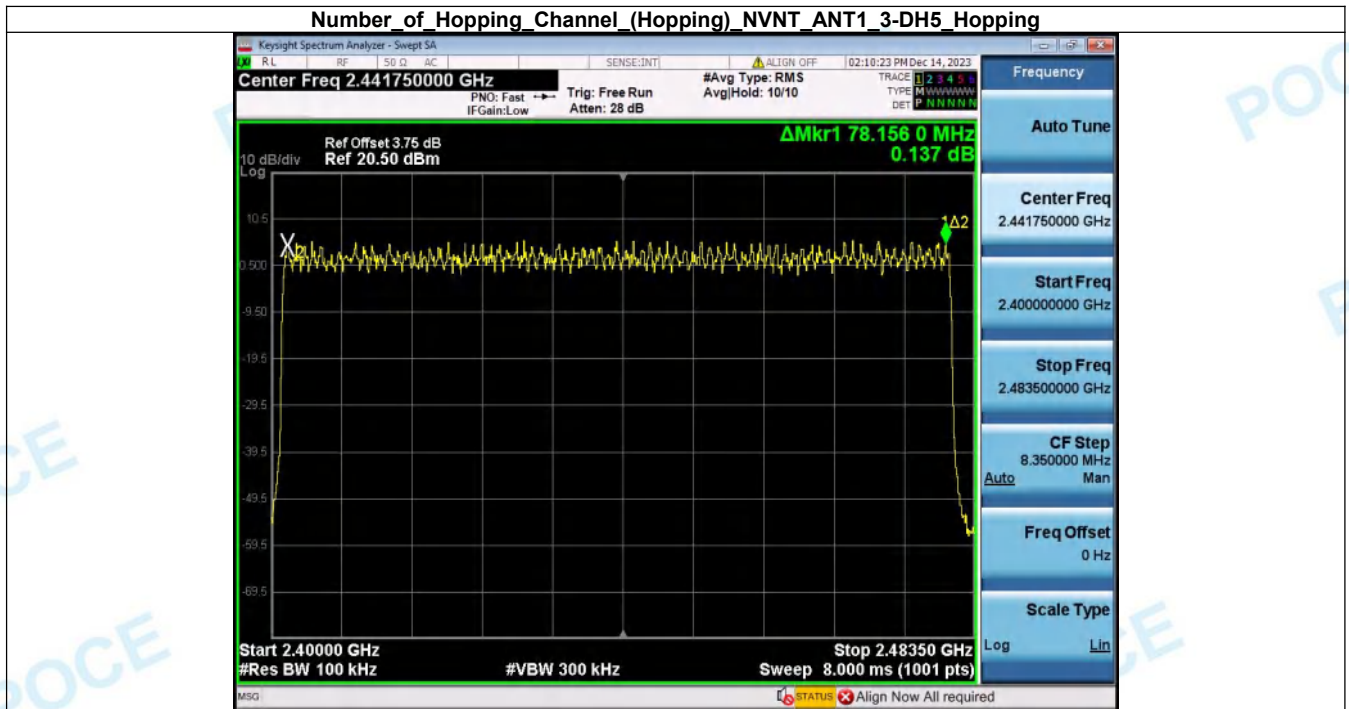 Number_of_Hopping_Channel_(Hopping)_NVNT_ANT1_3-DH5_Hopping
Keysight Spectrum Analyzer - Swept SA
LXI RL RF 50 Ω AC SENSE:INT ALIGN OFF 02:10:23 PM Dec 14, 2023
Center Freq 2.441750000 GHz
PNO: Fast
IFGain:Low
Trig: Free Run
Atten: 28 dB
#Avg Type: RMS
Avg|Hold: 10/10
TRACE 1 2 3 4 5 6
TYPE M WWWWW
DET P N N N N N
ΔMkr1 78.156 0 MHz
0.137 dB
Ref Offset 3.75 dB
10 dB/div Ref 20.50 dBm
Log
10.5
0.500
-9.50
-19.5
-29.5
-39.5
-49.5
-59.5
-69.5
X2
1Δ2
Start 2.40000 GHz Stop 2.48350 GHz
#Res BW 100 kHz #VBW 300 kHz Sweep 8.000 ms (1001 pts)
MSG STATUS Align Now All required
Frequency
Auto Tune
Center Freq
2.441750000 GHz
Start Freq
2.400000000 GHz
Stop Freq
2.483500000 GHz
CF Step
8.350000 MHz
Auto Man
Freq Offset
0 Hz
Scale Type
Log Lin
POCE